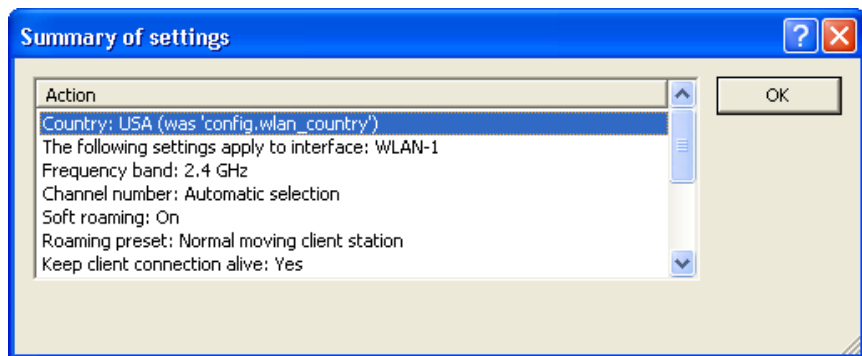 Summary of settings
Action
OK
Country: USA (was 'config.wlan_country')
The following settings apply to interface: WLAN-1
Frequency band: 2.4 GHz
Channel number: Automatic selection
Soft roaming: On
Roaming preset: Normal moving client station
Keep client connection alive: Yes